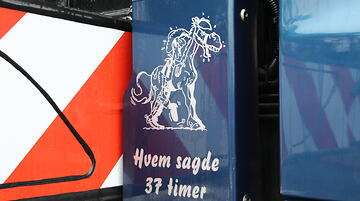 Hvem sagde
37 timer